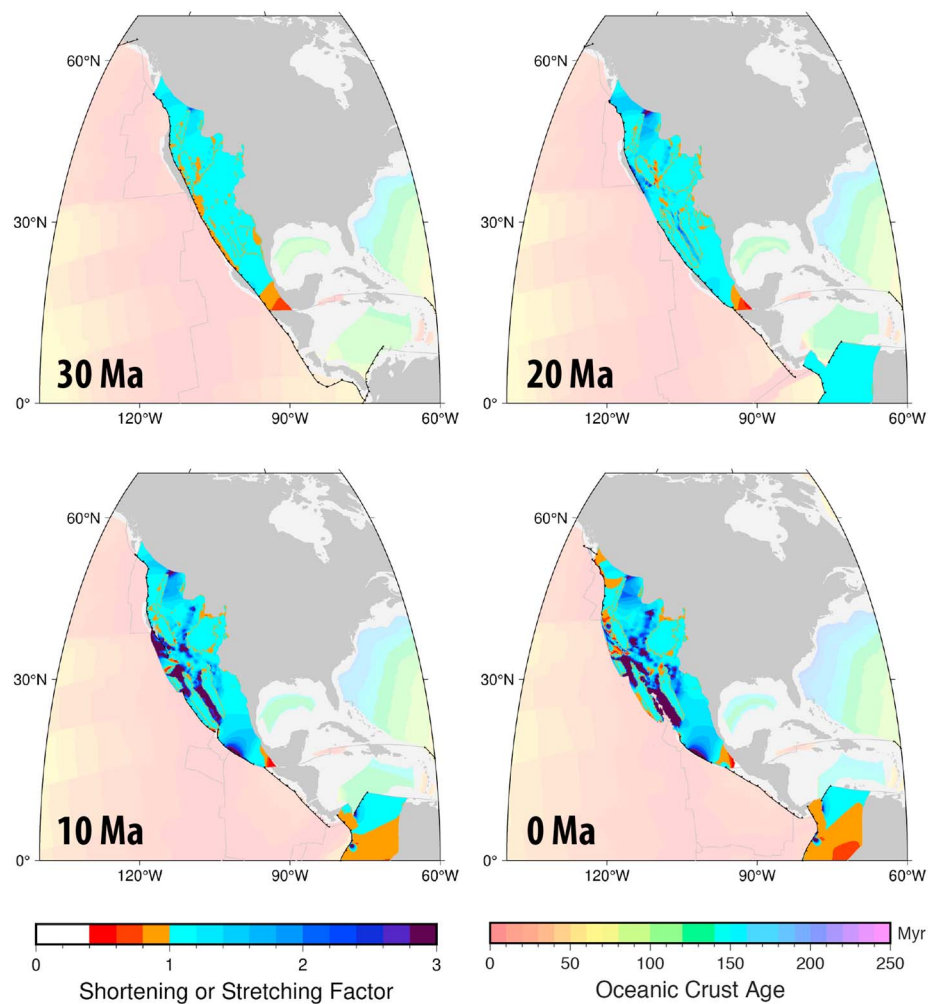 60°N
30°N
0°
30 Ma
120°W 90°W 60°W
60°N
30°N
0°
20 Ma
120°W 90°W 60°W
60°N
30°N
0°
10 Ma
120°W 90°W 60°W
60°N
30°N
0°
0 Ma
120°W 90°W 60°W
0 1 2 3
Shortening or Stretching Factor
Myr
0 50 100 150 200 250
Oceanic Crust Age